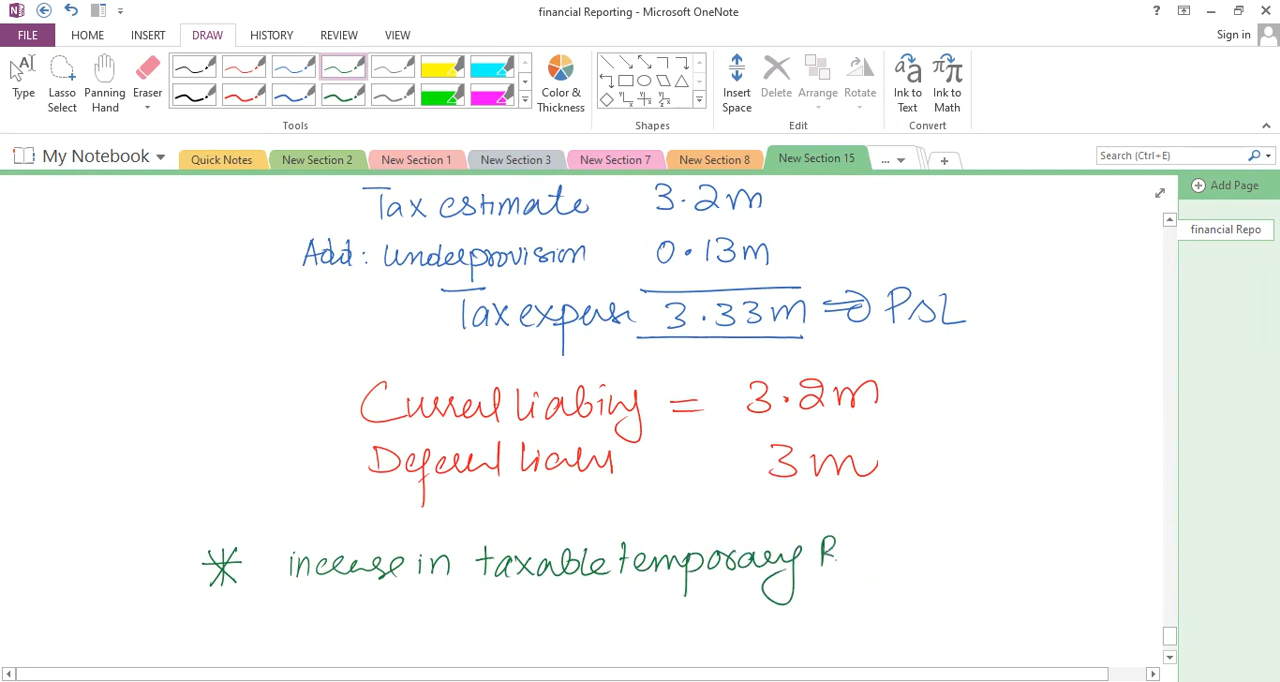 financial Reporting - Microsoft OneNote
Sign in
FILE HOME INSERT DRAW HISTORY REVIEW VIEW
Type
Lasso Select
Panning Hand
Eraser
Color & Thickness
Insert Space
Delete
Arrange
Rotate
Ink to Text
Ink to Math
Tools Shapes Edit Convert
My Notebook Quick Notes New Section 2 New Section 1 New Section 3 New Section 7 New Section 8 New Section 15 ... Search (Ctrl+E)
Add Page
financial Repo
Tax estimate 3.2m
Add: Underprovision 0.13m
Tax expense 3.33m ⇒ P&L
Current liability = 3.2m
Deferred 3m
* increase in taxable temporary